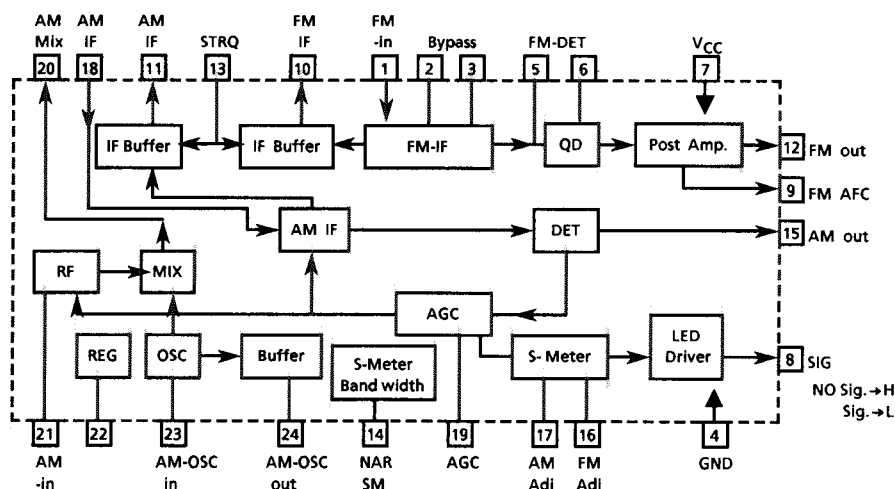 AM AM AM FM FM
Mix IF IF STRQ IF -in Bypass FM-DET VCC
20 18 11 13 10 1 2 3 5 6 7
IF Buffer IF Buffer FM-IF QD Post Amp. 12 FM out
9 FM AFC
AM IF DET 15 AM out
RF MIX
AGC
REG OSC Buffer S-Meter Band width S-Meter LED Driver 8 SIG
NO Sig.→H
Sig.→L
21 22 23 24 14 19 17 16 4
AM AM-OSC AM-OSC NAR AGC AM FM GND
-in in out SM Adj Adj